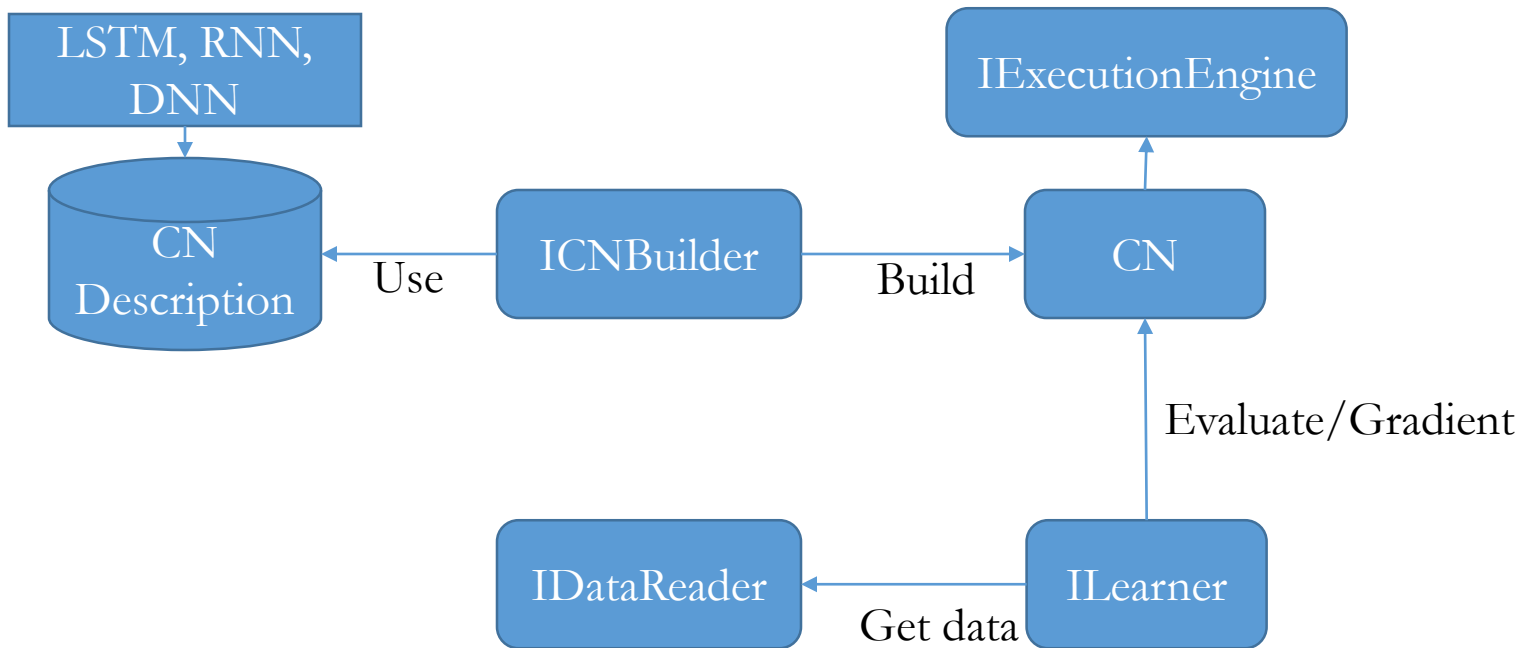 LSTM, RNN,
DNN
IExecutionEngine
CN
Description
Use
ICNBuilder
Build
CN
Evaluate/Gradient
IDataReader
Get data
ILearner